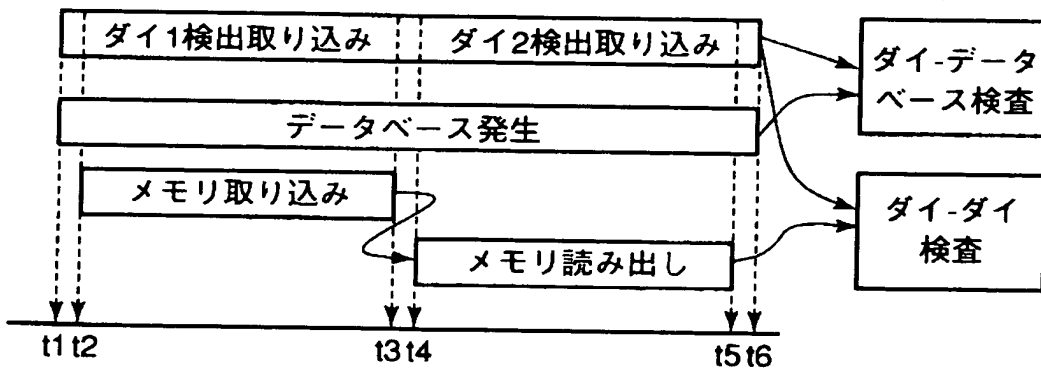 ダイ1検出取り込み
ダイ2検出取り込み
ダイ-データ
ベース検査
データベース発生
メモリ取り込み
ダイ-ダイ
検査
メモリ読み出し
t1 t2 t3 t4 t5 t6